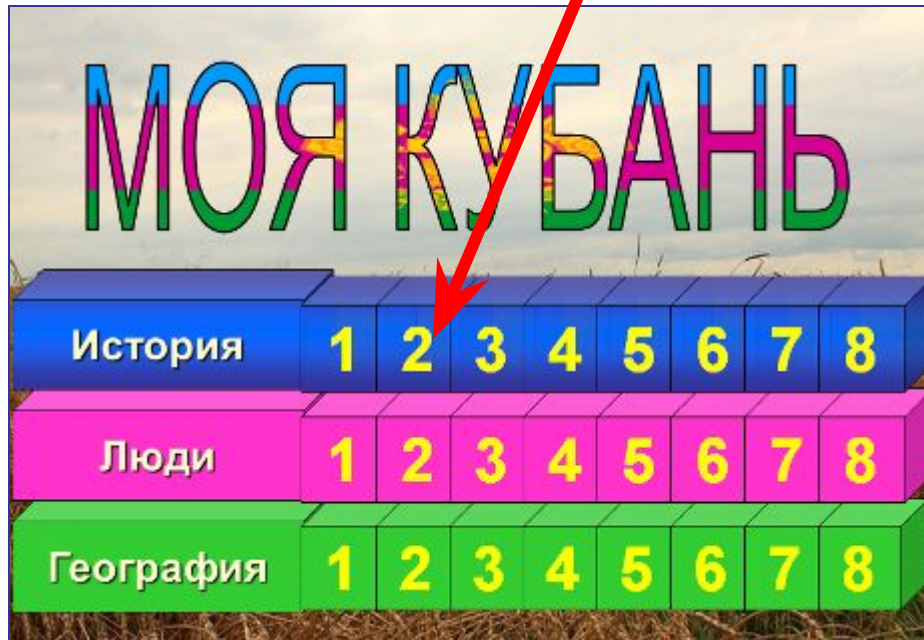 МОЯ КУБАНЬ
История 1 2 3 4 5 6 7 8
Люди 1 2 3 4 5 6 7 8
География 1 2 3 4 5 6 7 8